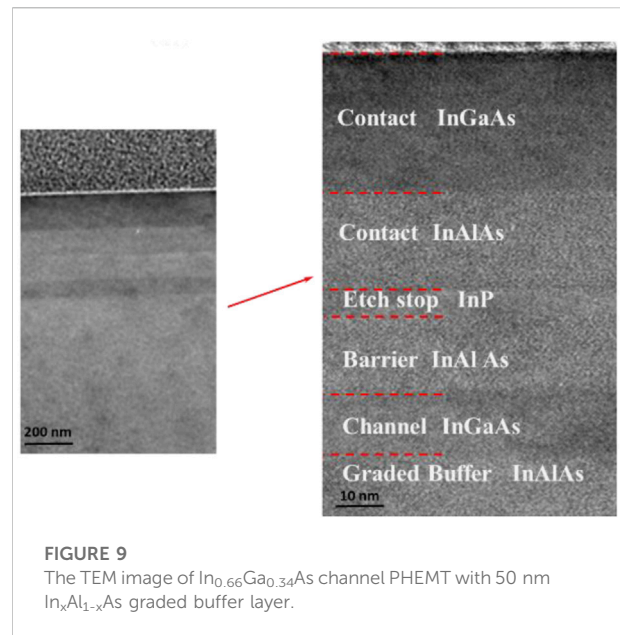 Contact InGaAs
Contact InAlAs
Etch stop InP
Barrier InAl As
Channel InGaAs
Graded Buffer InAlAs
200 nm
10 nm
FIGURE 9
The TEM image of In₀.₆₆Ga₀.₃₄As channel PHEMT with 50 nm
InₓAl₁₋ₓAs graded buffer layer.